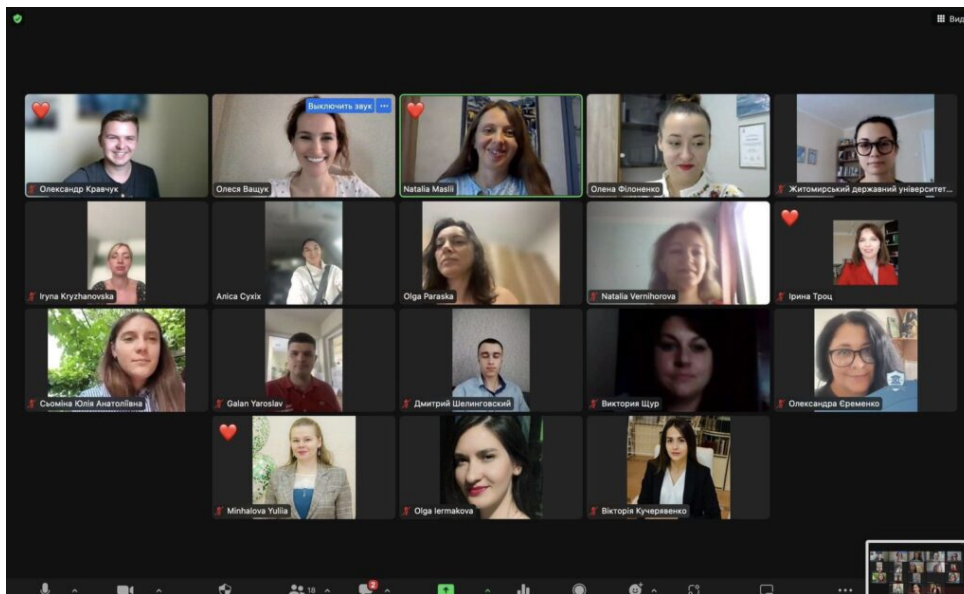 Вид
Олександр Кравчук
Выключить звук
Олеся Ващук
Natalia Maslii
Олена Філоненко
Житомирський державний університет...
Iryna Kryzhanovska
Аліса Сухіх
Olga Paraska
Natalia Vernihorova
Ірина Троц
Сьоміна Юлія Анатоліївна
Galan Yaroslav
Дмитрий Шелинговский
Виктория Щур
Олександра Єременко
Minhalova Yuliia
Olga Iermakova
Вікторія Кучерявенко
18
2